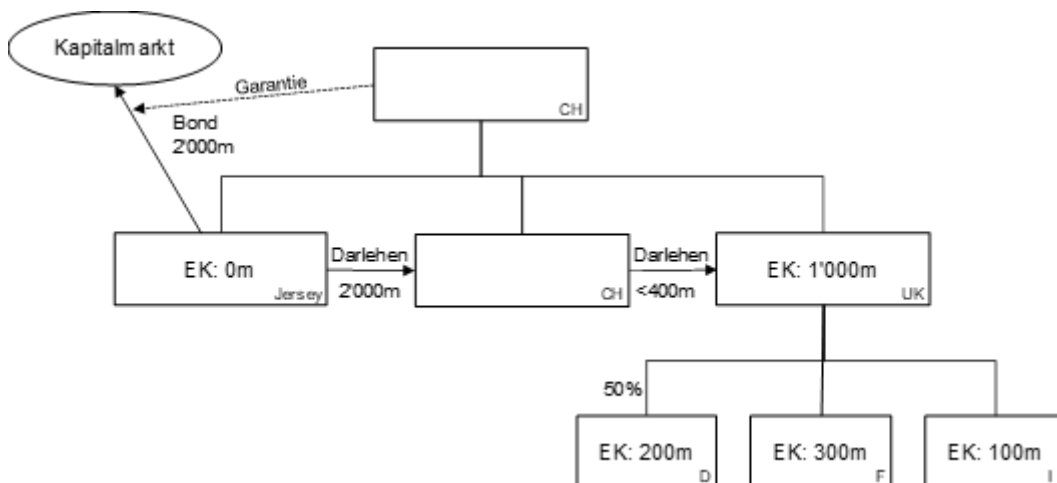 Kapitalmarkt
Garantie
CH
Bond
2'000m
EK: 0m
Jersey
Darlehen
2'000m
CH
Darlehen
<400m
EK: 1'000m
UK
50%
EK: 200m
D
EK: 300m
F
EK: 100m
I